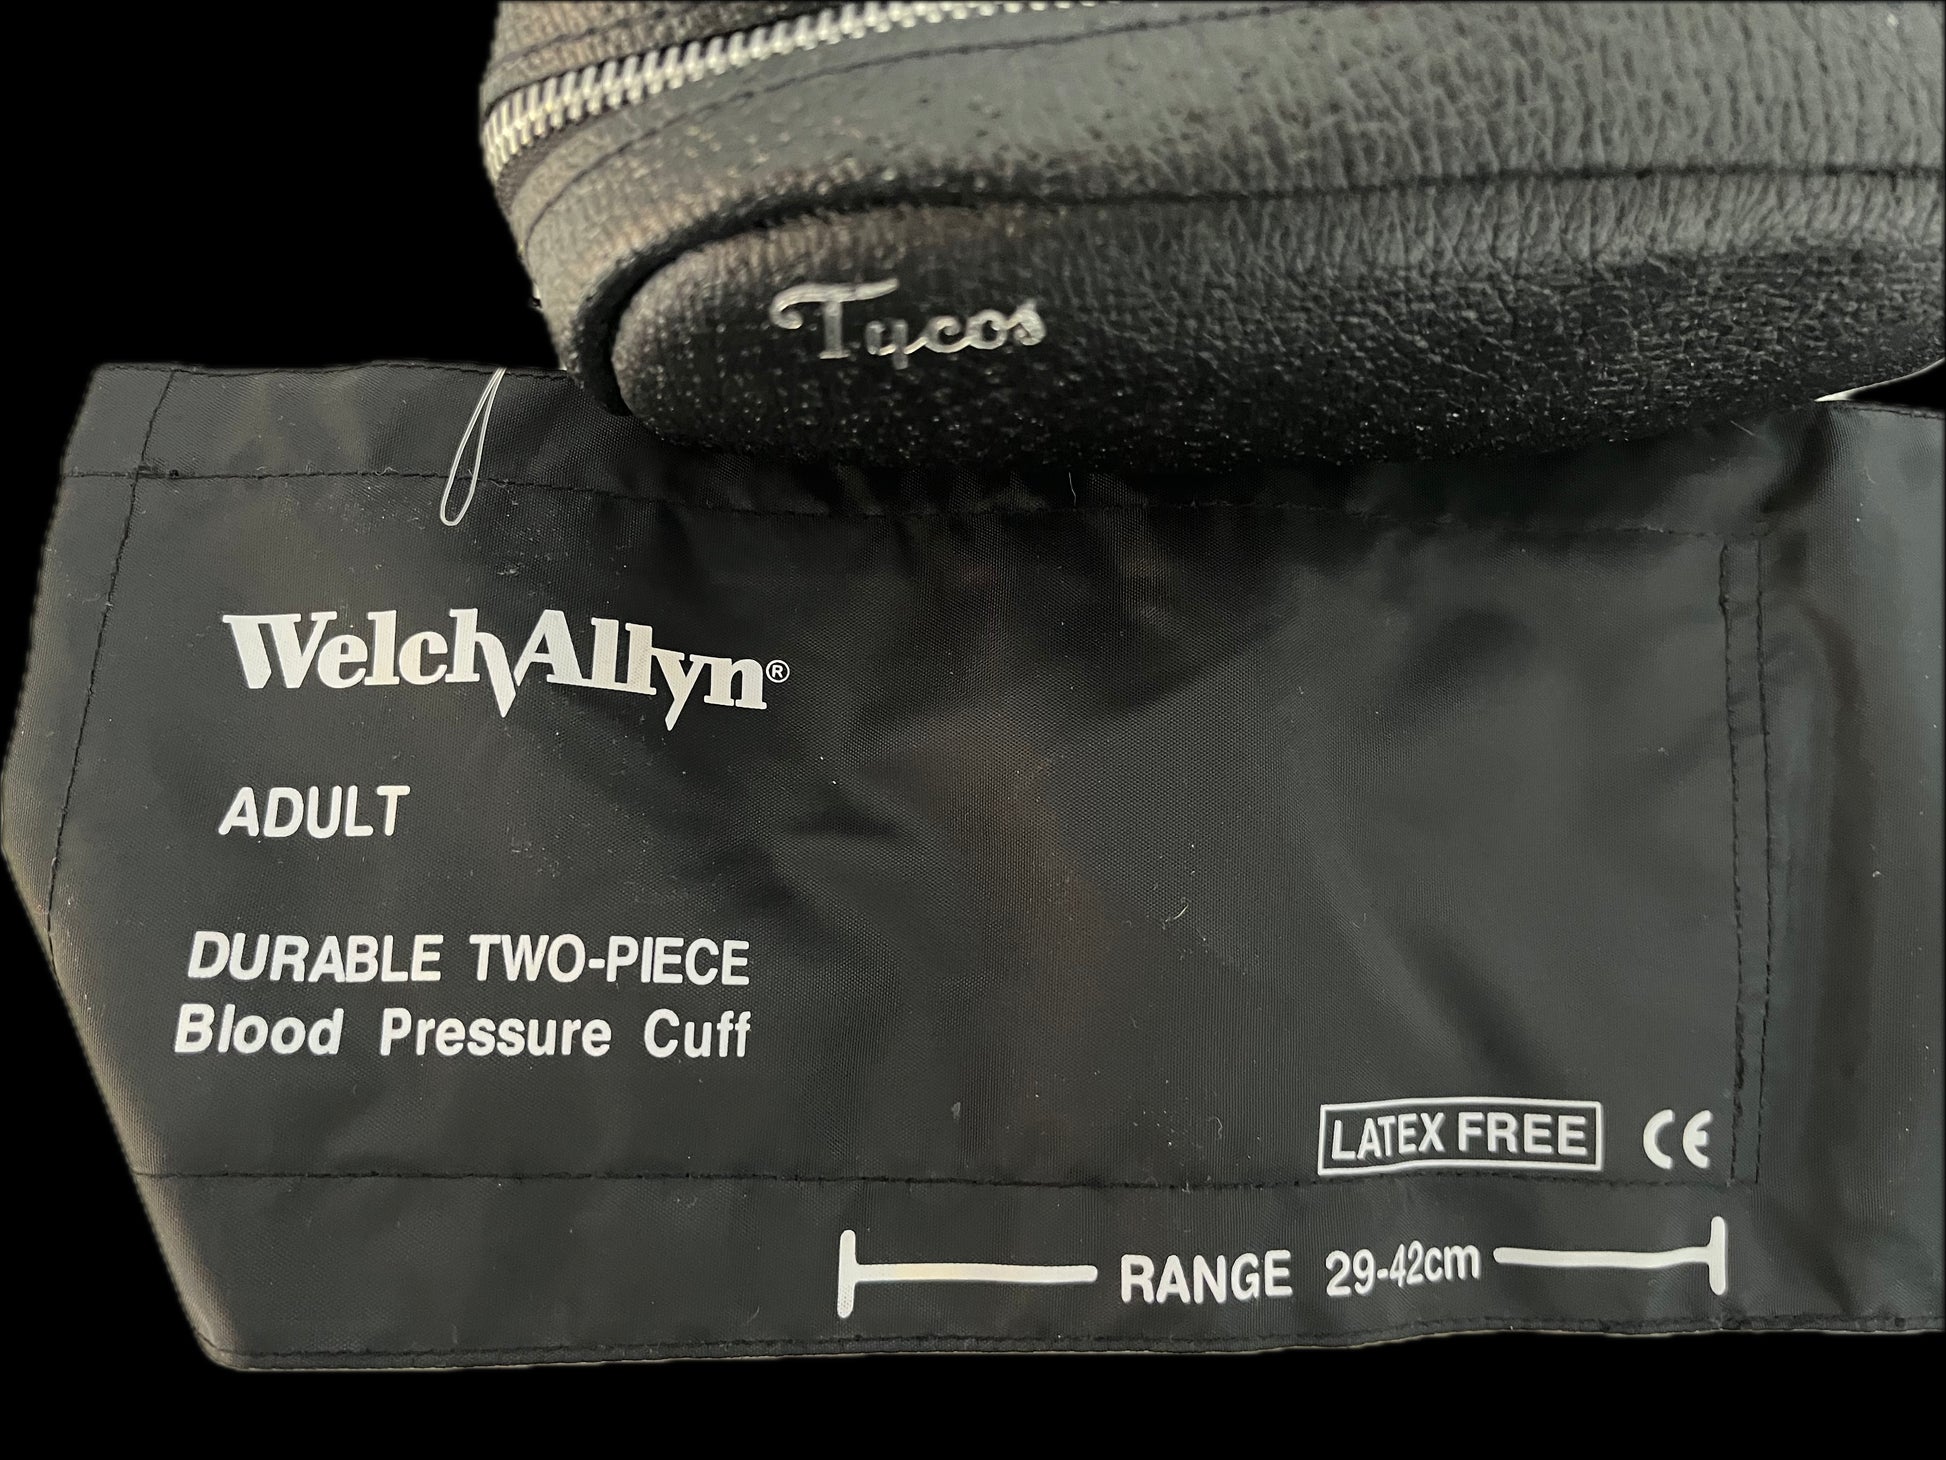 Tycos
WelchAllyn®
ADULT
DURABLE TWO-PIECE
Blood Pressure Cuff
LATEX FREE CE
RANGE 29-42cm